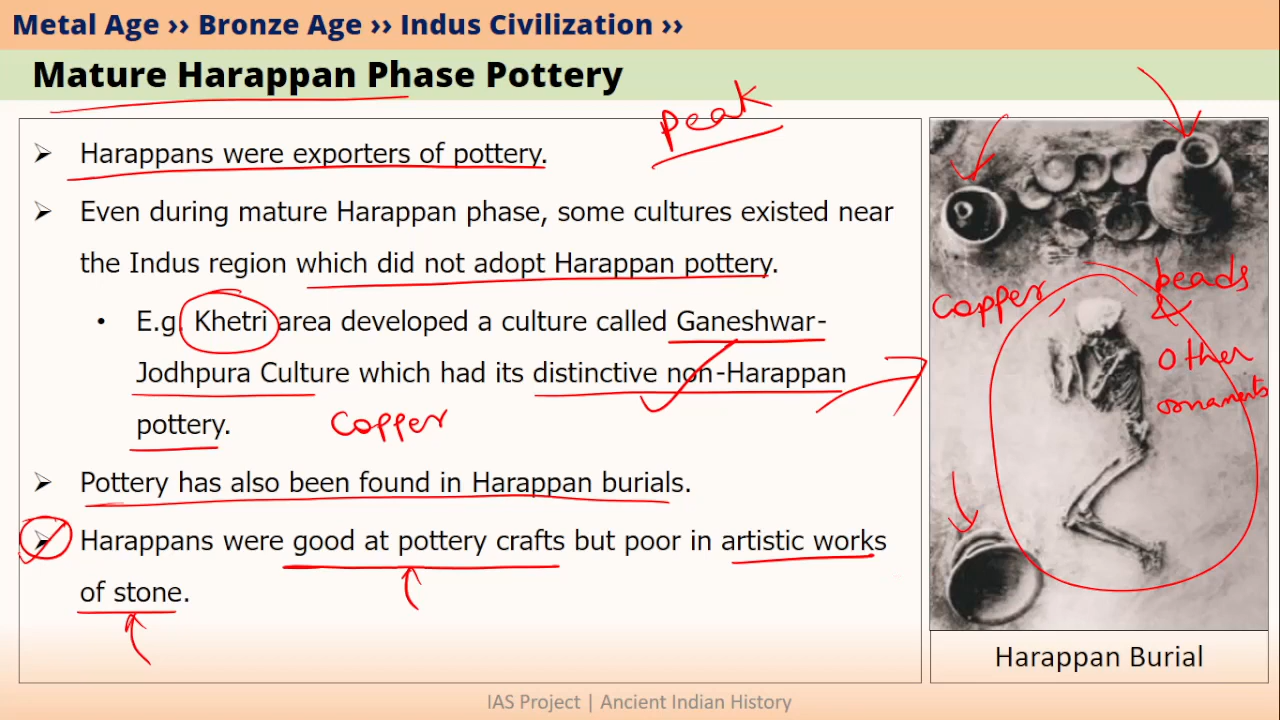 Metal Age ›› Bronze Age ›› Indus Civilization ››
Mature Harappan Phase Pottery
Peak
➢ Harappans were exporters of pottery.
➢ Even during mature Harappan phase, some cultures existed near
the Indus region which did not adopt Harappan pottery.
• E.g. Khetri area developed a culture called Ganeshwar-
Jodhpura Culture which had its distinctive non-Harappan
pottery.
Copper
➢ Pottery has also been found in Harappan burials.
➢ Harappans were good at pottery crafts but poor in artistic works
of stone.
Copper
beads
&
Other
ornaments
Harappan Burial
IAS Project | Ancient Indian History